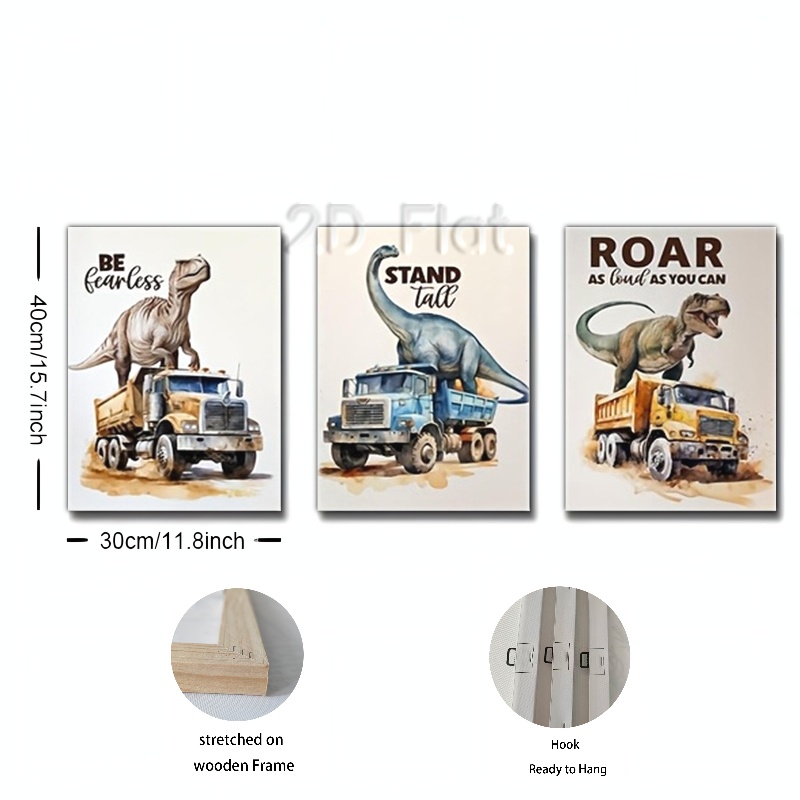 2D Flat
BE
fearless
STAND
tall
ROAR
AS loud AS YOU CAN
40cm/15.7inch
30cm/11.8inch
stretched on
wooden Frame
Hook
Ready to Hang